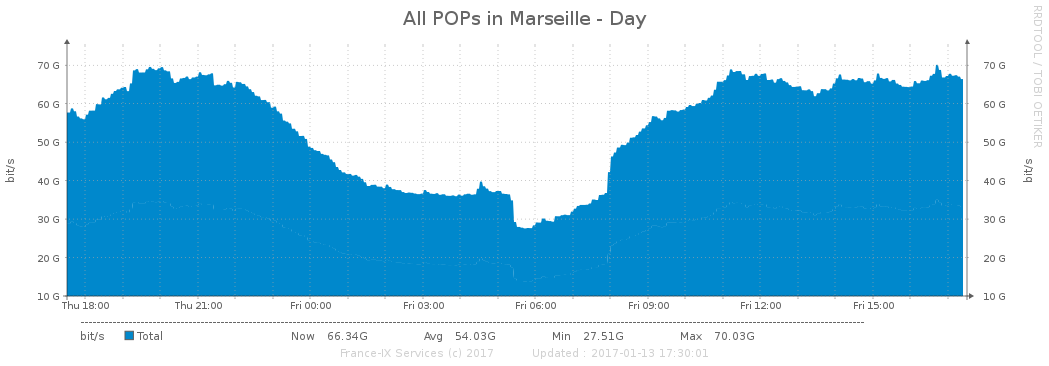 All POPs in Marseille - Day
RRDTOOL / TOBI OETIKER
70 G 70 G
60 G 60 G
50 G 50 G
40 G 40 G
30 G 30 G
20 G 20 G
10 G 10 G
bit/s bit/s
Thu 18:00 Thu 21:00 Fri 00:00 Fri 03:00 Fri 06:00 Fri 09:00 Fri 12:00 Fri 15:00
bit/s Total Now 66.34G Avg 54.03G Min 27.51G Max 70.03G
France-IX Services (c) 2017 Updated : 2017-01-13 17:30:01